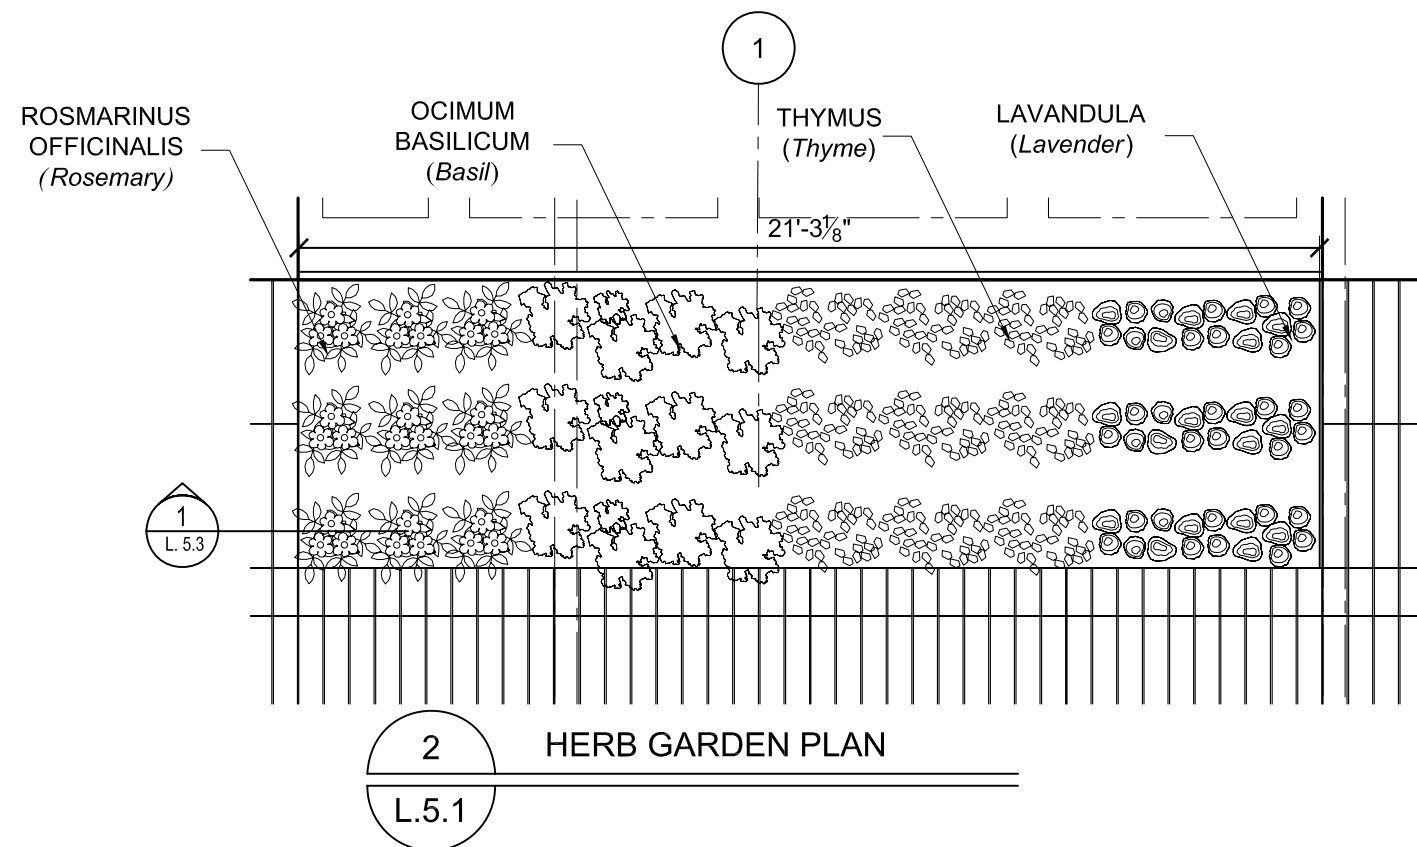 1
ROSMARINUS
OFFICINALIS
(Rosemary)
OCIMUM
BASILICUM
(Basil)
THYMUS
(Thyme)
LAVANDULA
(Lavender)
21'-3⅛"
1
L. 5.3
2
HERB GARDEN PLAN
L.5.1